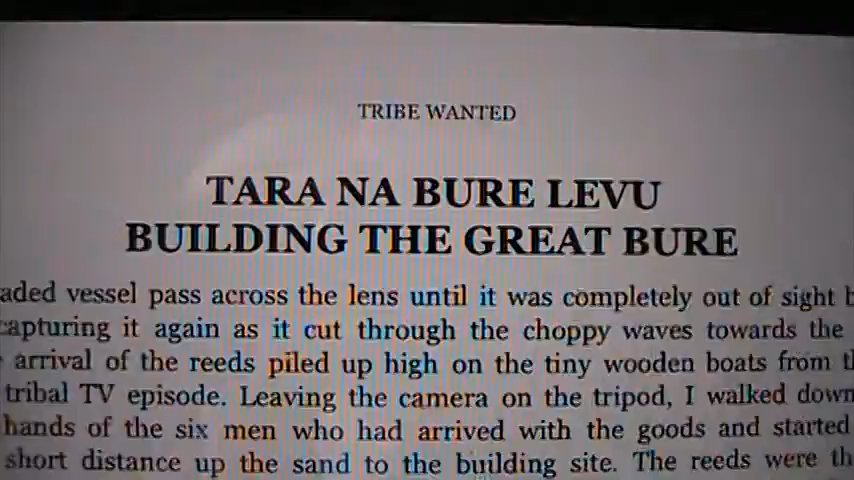 TRIBE WANTED
TARA NA BURE LEVU
BUILDING THE GREAT BURE
aded vessel pass across the lens until it was completely out of sight b
capturing it again as it cut through the choppy waves towards the
arrival of the reeds piled up high on the tiny wooden boats from th
tribal TV episode. Leaving the camera on the tripod, I walked down
hands of the six men who had arrived with the goods and started
short distance up the sand to the building site. The reeds were th